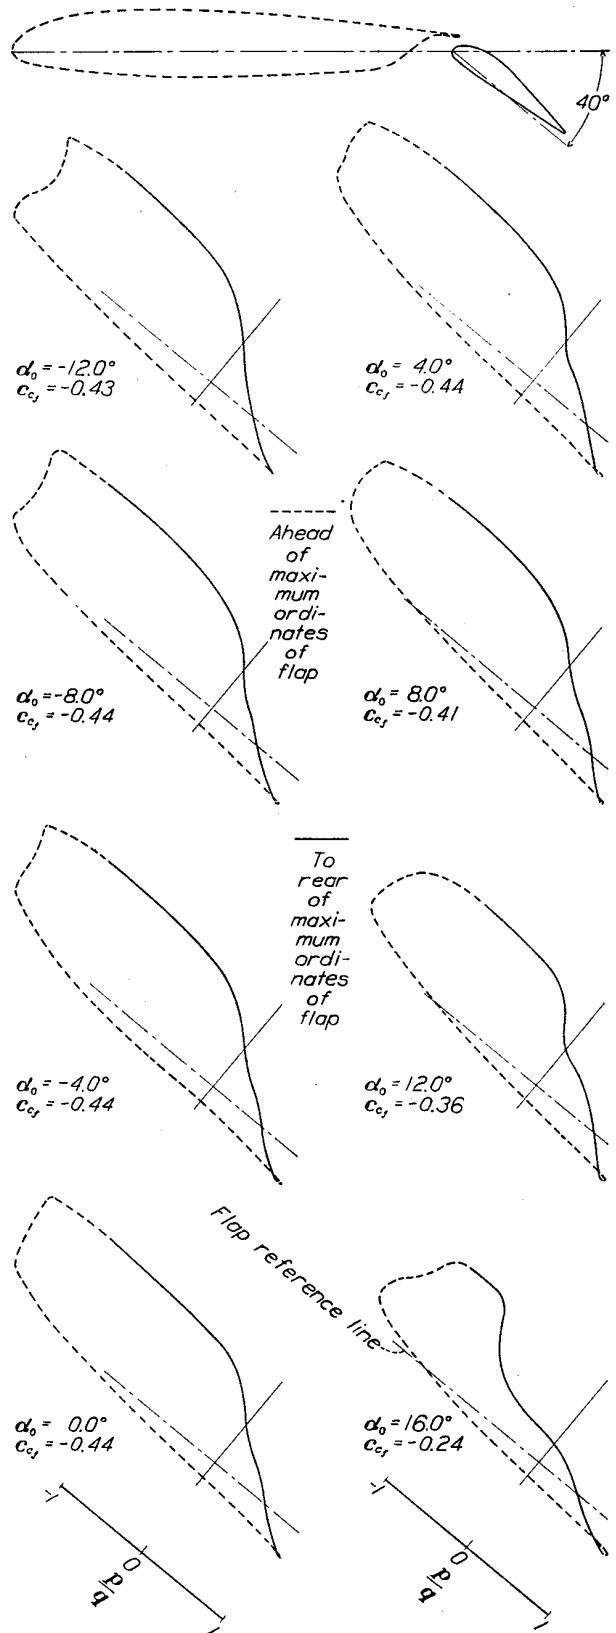 40°
α₀ = -12.0°
c_cf = -0.43
α₀ = 4.0°
c_cf = -0.44
Ahead
of
maxi-
mum
ordi-
nates
of
flap
α₀ = -8.0°
c_cf = -0.44
α₀ = 8.0°
c_cf = -0.41
To
rear
of
maxi-
mum
ordi-
nates
of
flap
α₀ = -4.0°
c_cf = -0.44
α₀ = 12.0°
c_cf = -0.36
Flap reference line
α₀ = 0.0°
c_cf = -0.44
α₀ = 16.0°
c_cf = -0.24
-1
0
p/q
1
-1
0
p/q
1